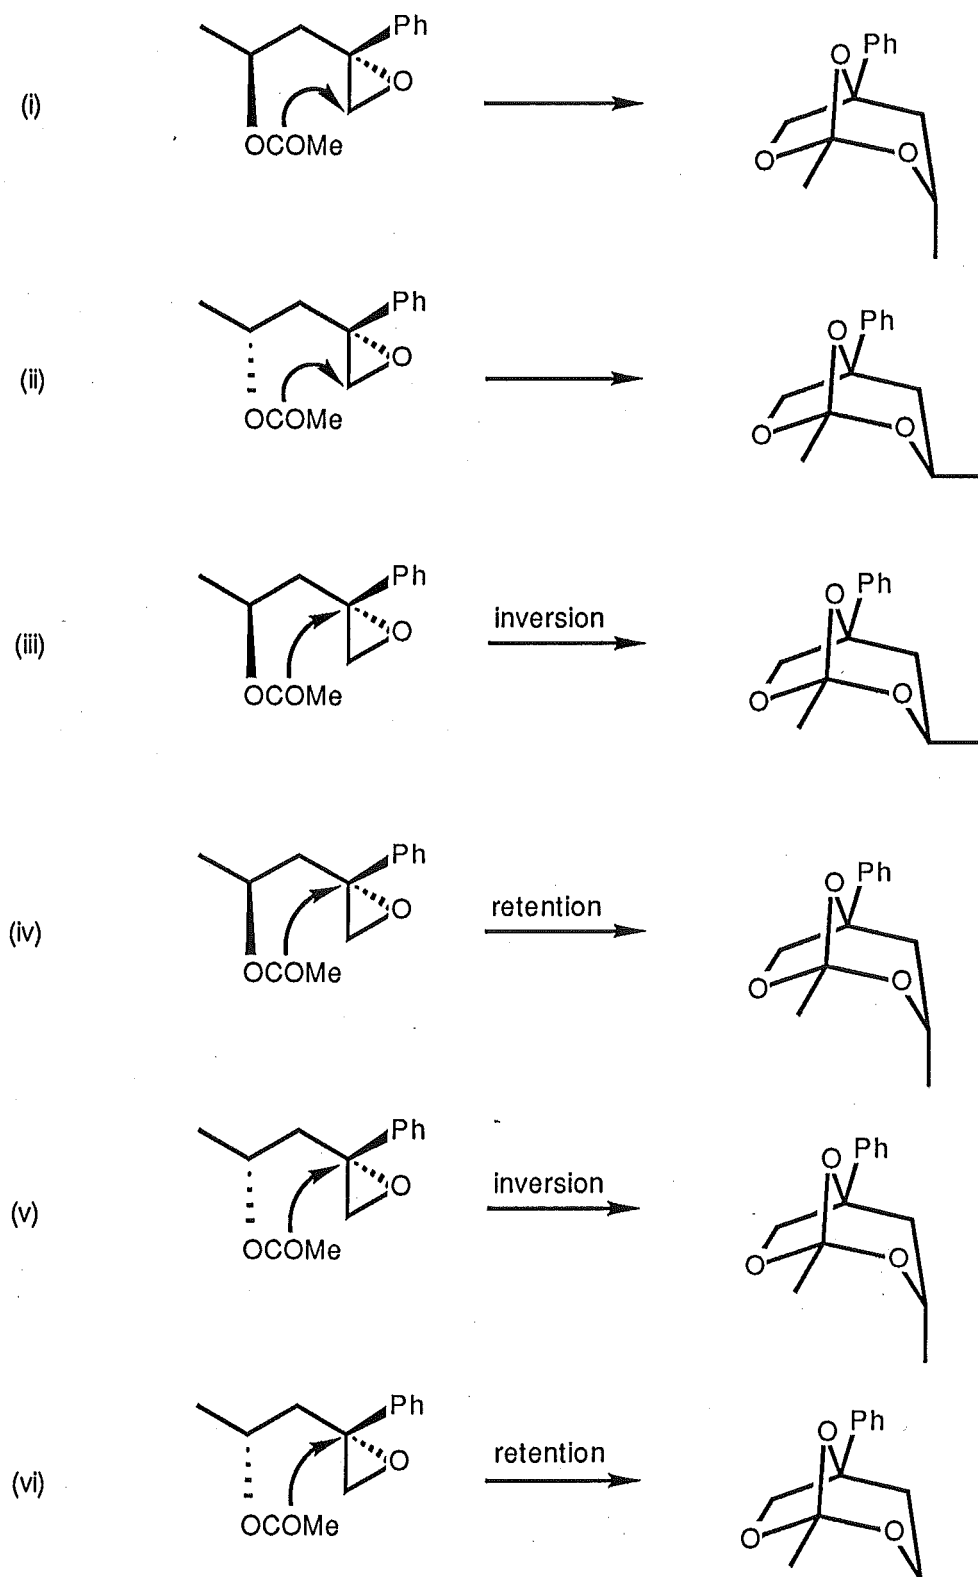 (i)
Ph
O
OCOMe
O
Ph
O
O
(ii)
Ph
O
OCOMe
O
Ph
O
O
(iii)
Ph
O
OCOMe
inversion
O
Ph
O
O
(iv)
Ph
O
OCOMe
retention
O
Ph
O
O
(v)
Ph
O
OCOMe
inversion
O
Ph
O
O
(vi)
Ph
O
OCOMe
retention
O
Ph
O
O